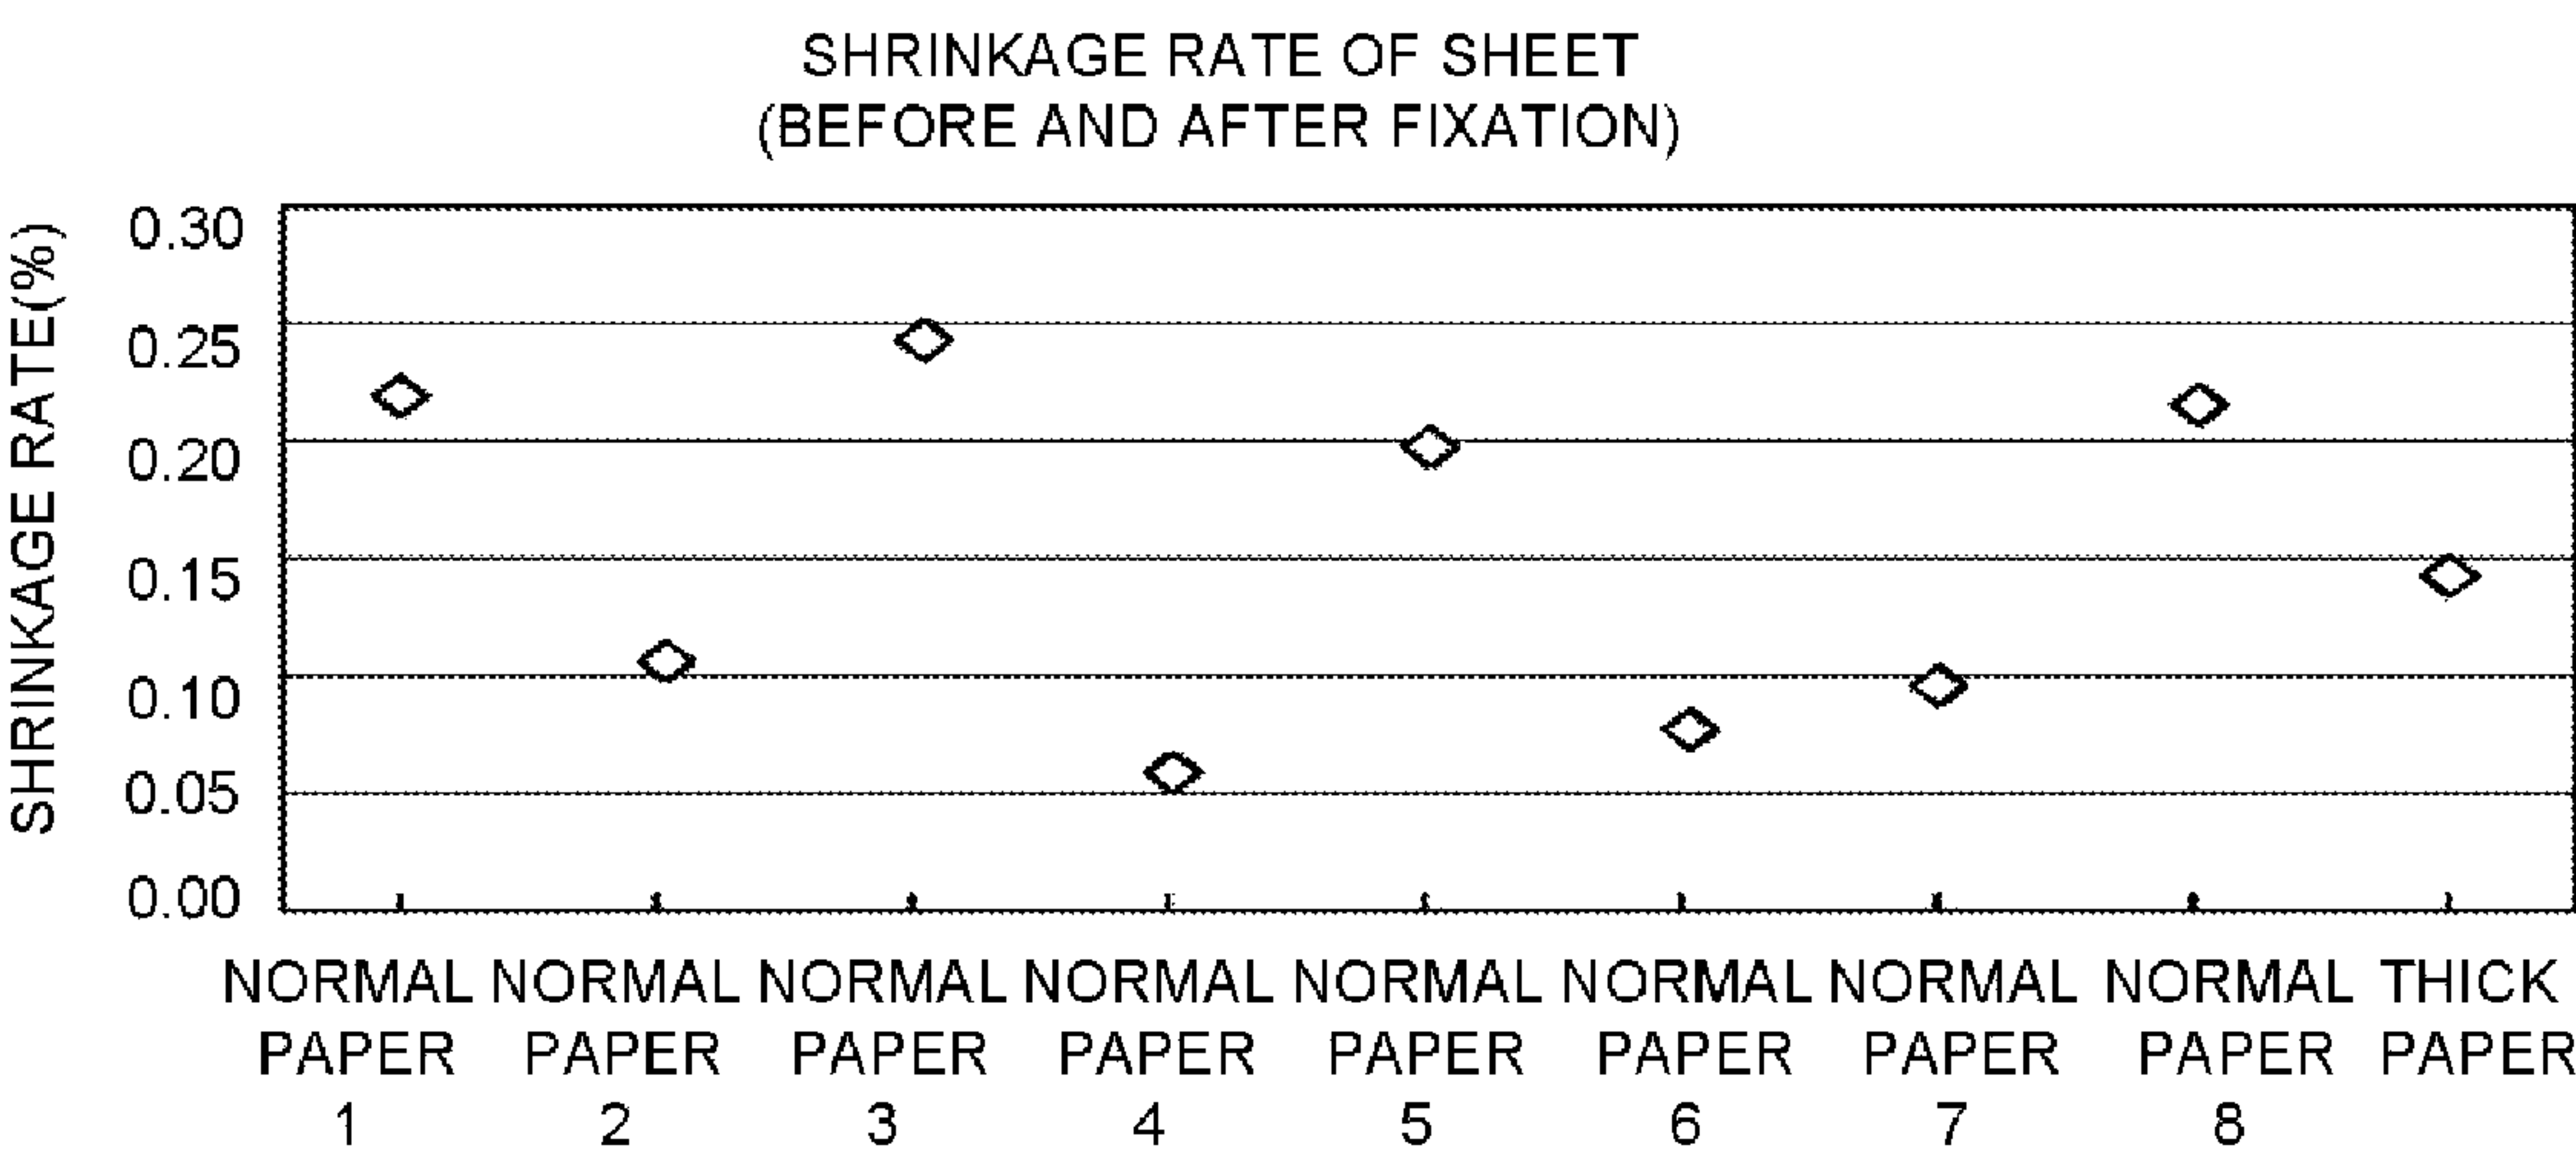 SHRINKAGE RATE OF SHEET
(BEFORE AND AFTER FIXATION)
SHRINKAGE RATE(%)
0.30
0.25
0.20
0.15
0.10
0.05
0.00
NORMAL NORMAL NORMAL NORMAL NORMAL NORMAL NORMAL NORMAL THICK
PAPER PAPER PAPER PAPER PAPER PAPER PAPER PAPER PAPER
1 2 3 4 5 6 7 8